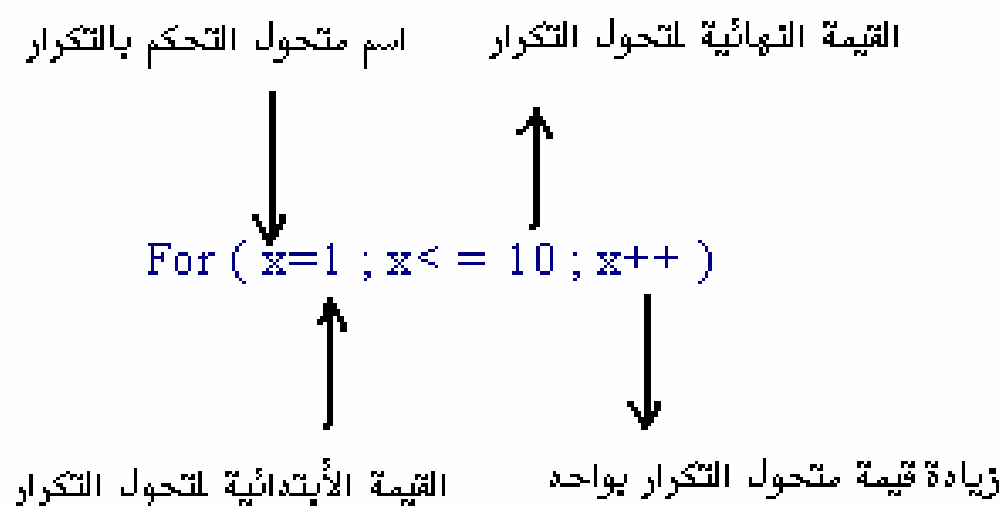 اسم متحول التحكم بالتكرار
القيمة النهائية لتحول التكرار
For ( x=1 ; x< = 10 ; x++ )
القيمة الأبتدائية لتحول التكرار
زيادة قيمة متحول التكرار بواحد